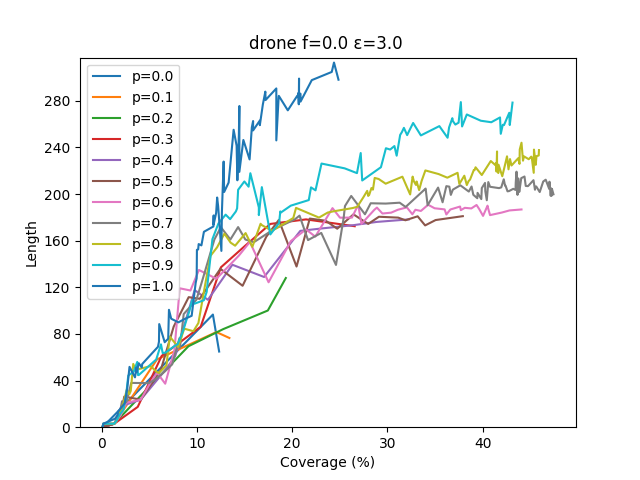 drone f=0.0 ε=3.0
p=0.0
p=0.1
p=0.2
p=0.3
p=0.4
p=0.5
p=0.6
p=0.7
p=0.8
p=0.9
p=1.0
Length
280
240
200
160
120
80
40
0
0 10 20 30 40
Coverage (%)